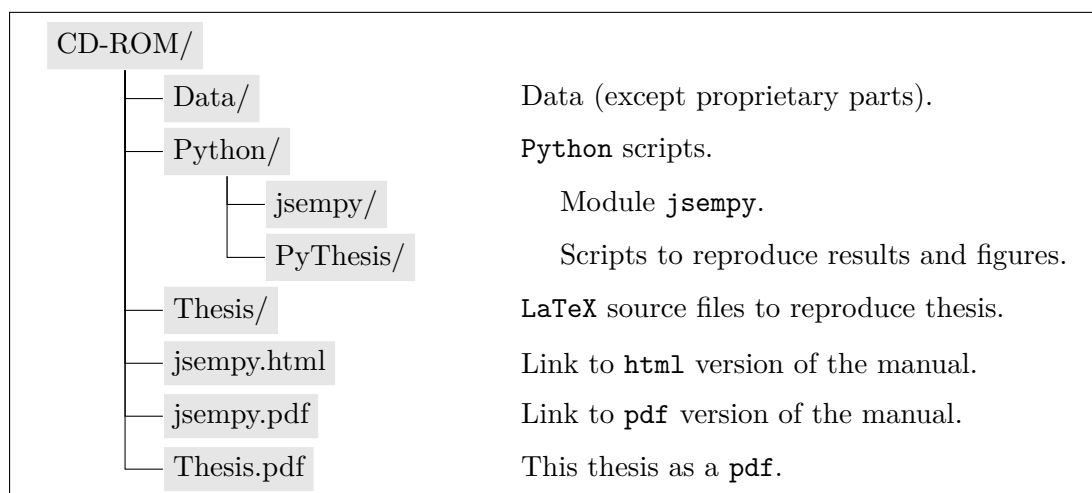 CD-ROM/
Data/ Data (except proprietary parts).
Python/ Python scripts.
jsempy/ Module jsempy.
PyThesis/ Scripts to reproduce results and figures.
Thesis/ LaTeX source files to reproduce thesis.
jsempy.html Link to html version of the manual.
jsempy.pdf Link to pdf version of the manual.
Thesis.pdf This thesis as a pdf.